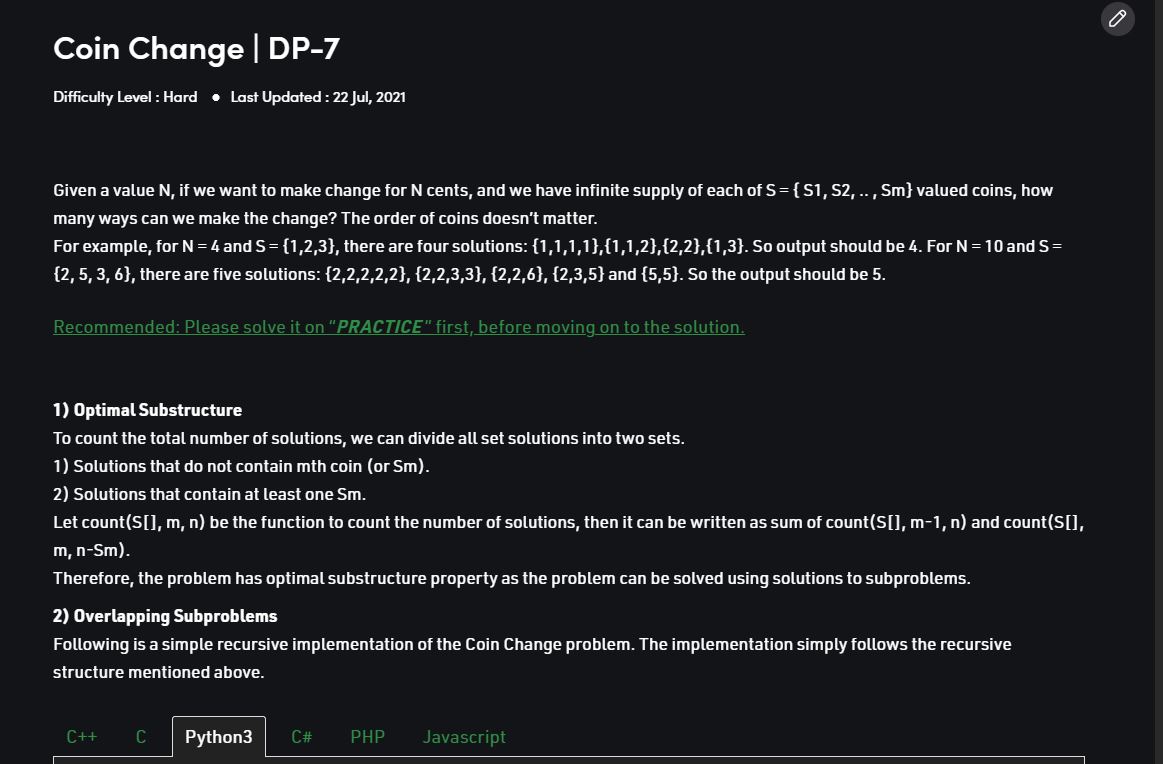 Coin Change | DP-7
Difficulty Level : Hard ● Last Updated : 22 Jul, 2021
Given a value N, if we want to make change for N cents, and we have infinite supply of each of S = { S1, S2, .. , Sm} valued coins, how
many ways can we make the change? The order of coins doesn’t matter.
For example, for N = 4 and S = {1,2,3}, there are four solutions: {1,1,1,1},{1,1,2},{2,2},{1,3}. So output should be 4. For N = 10 and S =
{2, 5, 3, 6}, there are five solutions: {2,2,2,2,2}, {2,2,3,3}, {2,2,6}, {2,3,5} and {5,5}. So the output should be 5.
Recommended: Please solve it on “PRACTICE” first, before moving on to the solution.
1) Optimal Substructure
To count the total number of solutions, we can divide all set solutions into two sets.
1) Solutions that do not contain mth coin (or Sm).
2) Solutions that contain at least one Sm.
Let count(S[], m, n) be the function to count the number of solutions, then it can be written as sum of count(S[], m-1, n) and count(S[],
m, n-Sm).
Therefore, the problem has optimal substructure property as the problem can be solved using solutions to subproblems.
2) Overlapping Subproblems
Following is a simple recursive implementation of the Coin Change problem. The implementation simply follows the recursive
structure mentioned above.
C++ C Python3 C# PHP Javascript